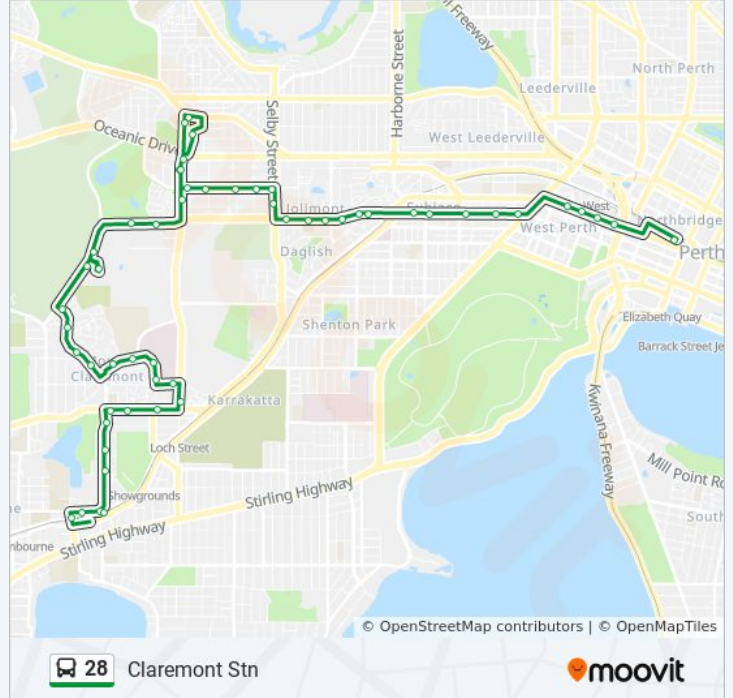 Freeway
Harborne Street
North Perth
Leederville
Selby Street
Oceanic Driv
West Leederville
Jolimont
Subiaco
West
Northbridge
West Perth
Perth
Daglish
Elizabeth Quay
Shenton Park
Barrack Street Je
Claremont
Karrakatta
Kwinana Freeway
Loch Street
Mill Point Ro
Showgrounds
Stirling Highway
South
nbourne
Stirling Highway
© OpenStreetMap contributors | © OpenMapTiles
28 Claremont Stn
moovit